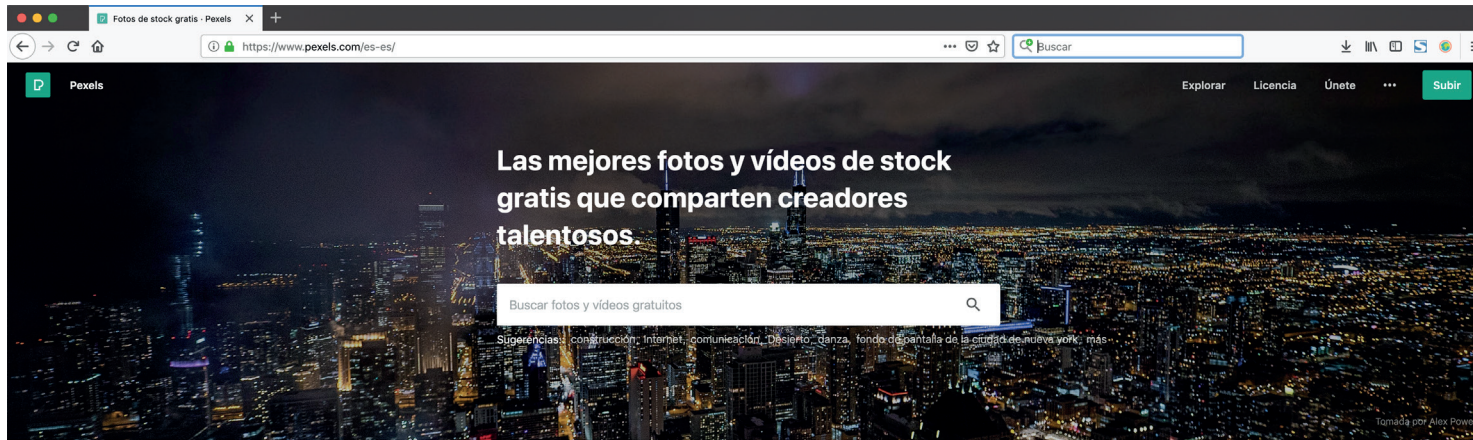 Fotos de stock gratis · Pexels
https://www.pexels.com/es-es/
Buscar
Pexels
Explorar Licencia Únete ••• Subir
Las mejores fotos y vídeos de stock
gratis que comparten creadores
talentosos.
Buscar fotos y vídeos gratuitos
Sugerencias: construcción, Internet, comunicación, Desierto, danza, fondo de pantalla de la ciudad de nueva york, más
Tomada por Alex Powe